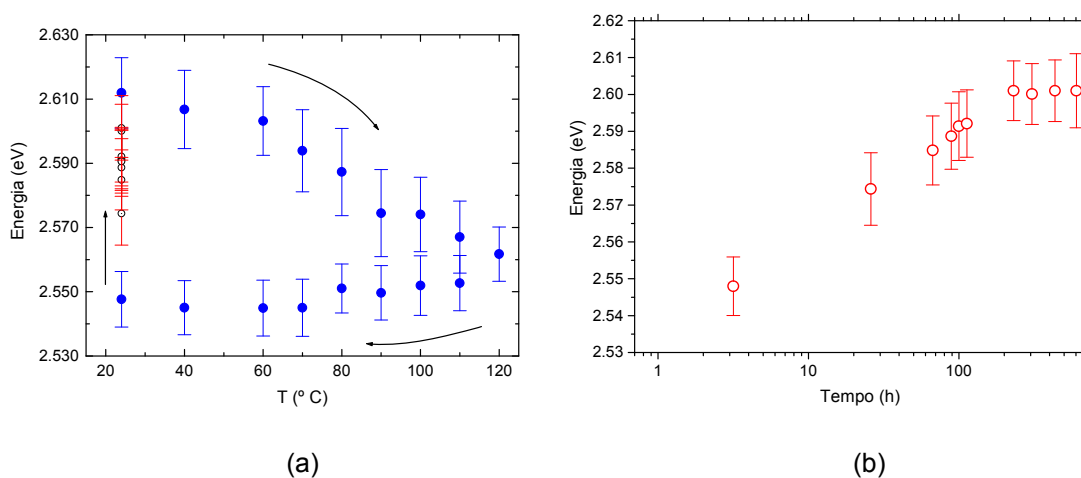 2.630
2.610
2.590
2.570
2.550
2.530
Energia (eV)
20 40 60 80 100 120
T (º C)
(a)
2.62
2.61
2.60
2.59
2.58
2.57
2.56
2.55
2.54
2.53
Energia (eV)
1 10 100
Tempo (h)
(b)